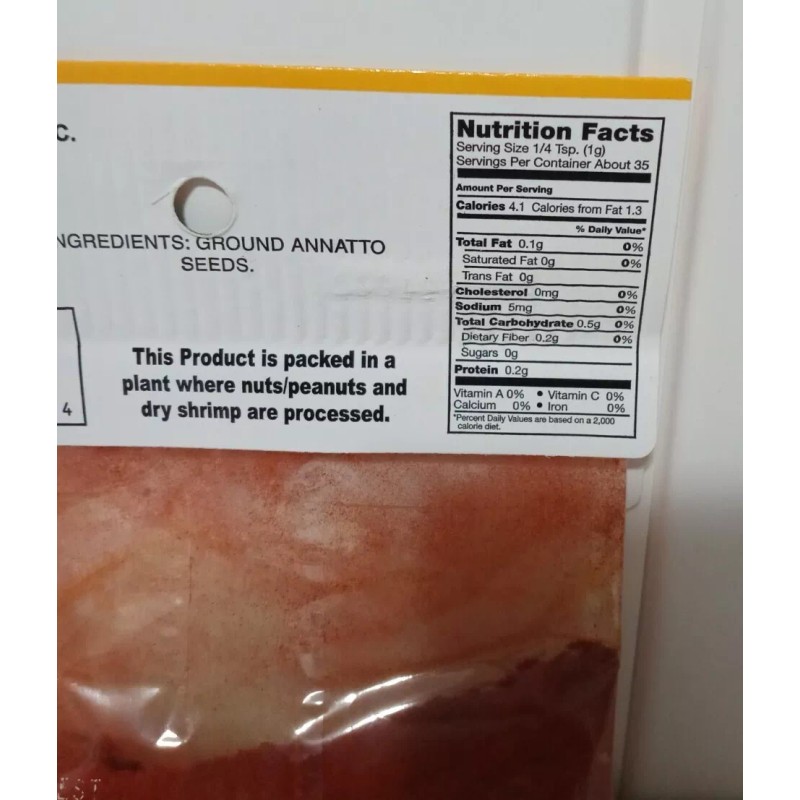 C.
NGREDIENTS: GROUND ANNATTO
SEEDS.
4
This Product is packed in a
plant where nuts/peanuts and
dry shrimp are processed.
Nutrition Facts
Serving Size 1/4 Tsp. (1g)
Servings Per Container About 35
Amount Per Serving
Calories 4.1 Calories from Fat 1.3
% Daily Value*
Total Fat 0.1g 0%
Saturated Fat 0g 0%
Trans Fat 0g
Cholesterol 0mg 0%
Sodium 5mg 0%
Total Carbohydrate 0.5g 0%
Dietary Fiber 0.2g 0%
Sugars 0g
Protein 0.2g
Vitamin A 0% • Vitamin C 0%
Calcium 0% • Iron 0%
*Percent Daily Values are based on a 2,000
calorie diet.
EST